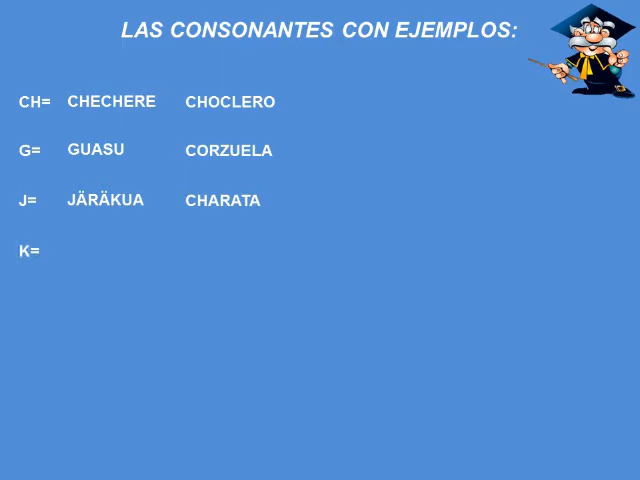 LAS CONSONANTES CON EJEMPLOS:
CH= CHECHERE CHOCLERO
G= GUASU CORZUELA
J= JÄRÄKUA CHARATA
K=